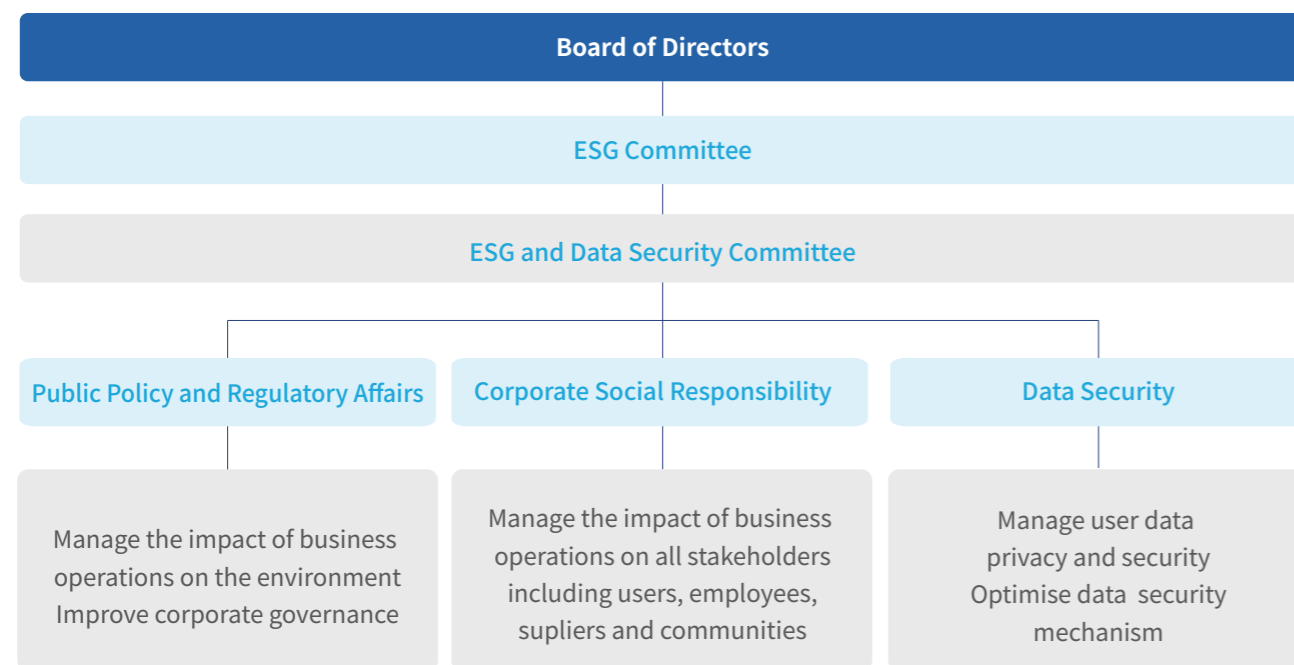 Board of Directors
ESG Committee
ESG and Data Security Committee
Public Policy and Regulatory Affairs
Corporate Social Responsibility
Data Security
Manage the impact of business
operations on the environment
Improve corporate governance
Manage the impact of business
operations on all stakeholders
including users, employees,
supliers and communities
Manage user data
privacy and security
Optimise data security
mechanism